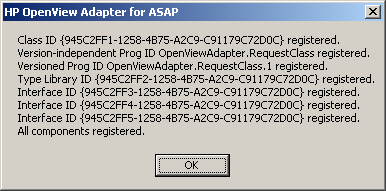 HP OpenView Adapter for ASAP
Class ID {945C2FF1-1258-4B75-A2C9-C91179C72D0C} registered.
Version-independent Prog ID OpenViewAdapter.RequestClass registered.
Versioned Prog ID OpenViewAdapter.RequestClass.1 registered.
Type Library ID {945C2FF2-1258-4B75-A2C9-C91179C72D0C} registered.
Interface ID {945C2FF3-1258-4B75-A2C9-C91179C72D0C} registered.
Interface ID {945C2FF4-1258-4B75-A2C9-C91179C72D0C} registered.
Interface ID {945C2FF5-1258-4B75-A2C9-C91179C72D0C} registered.
All components registered.
OK